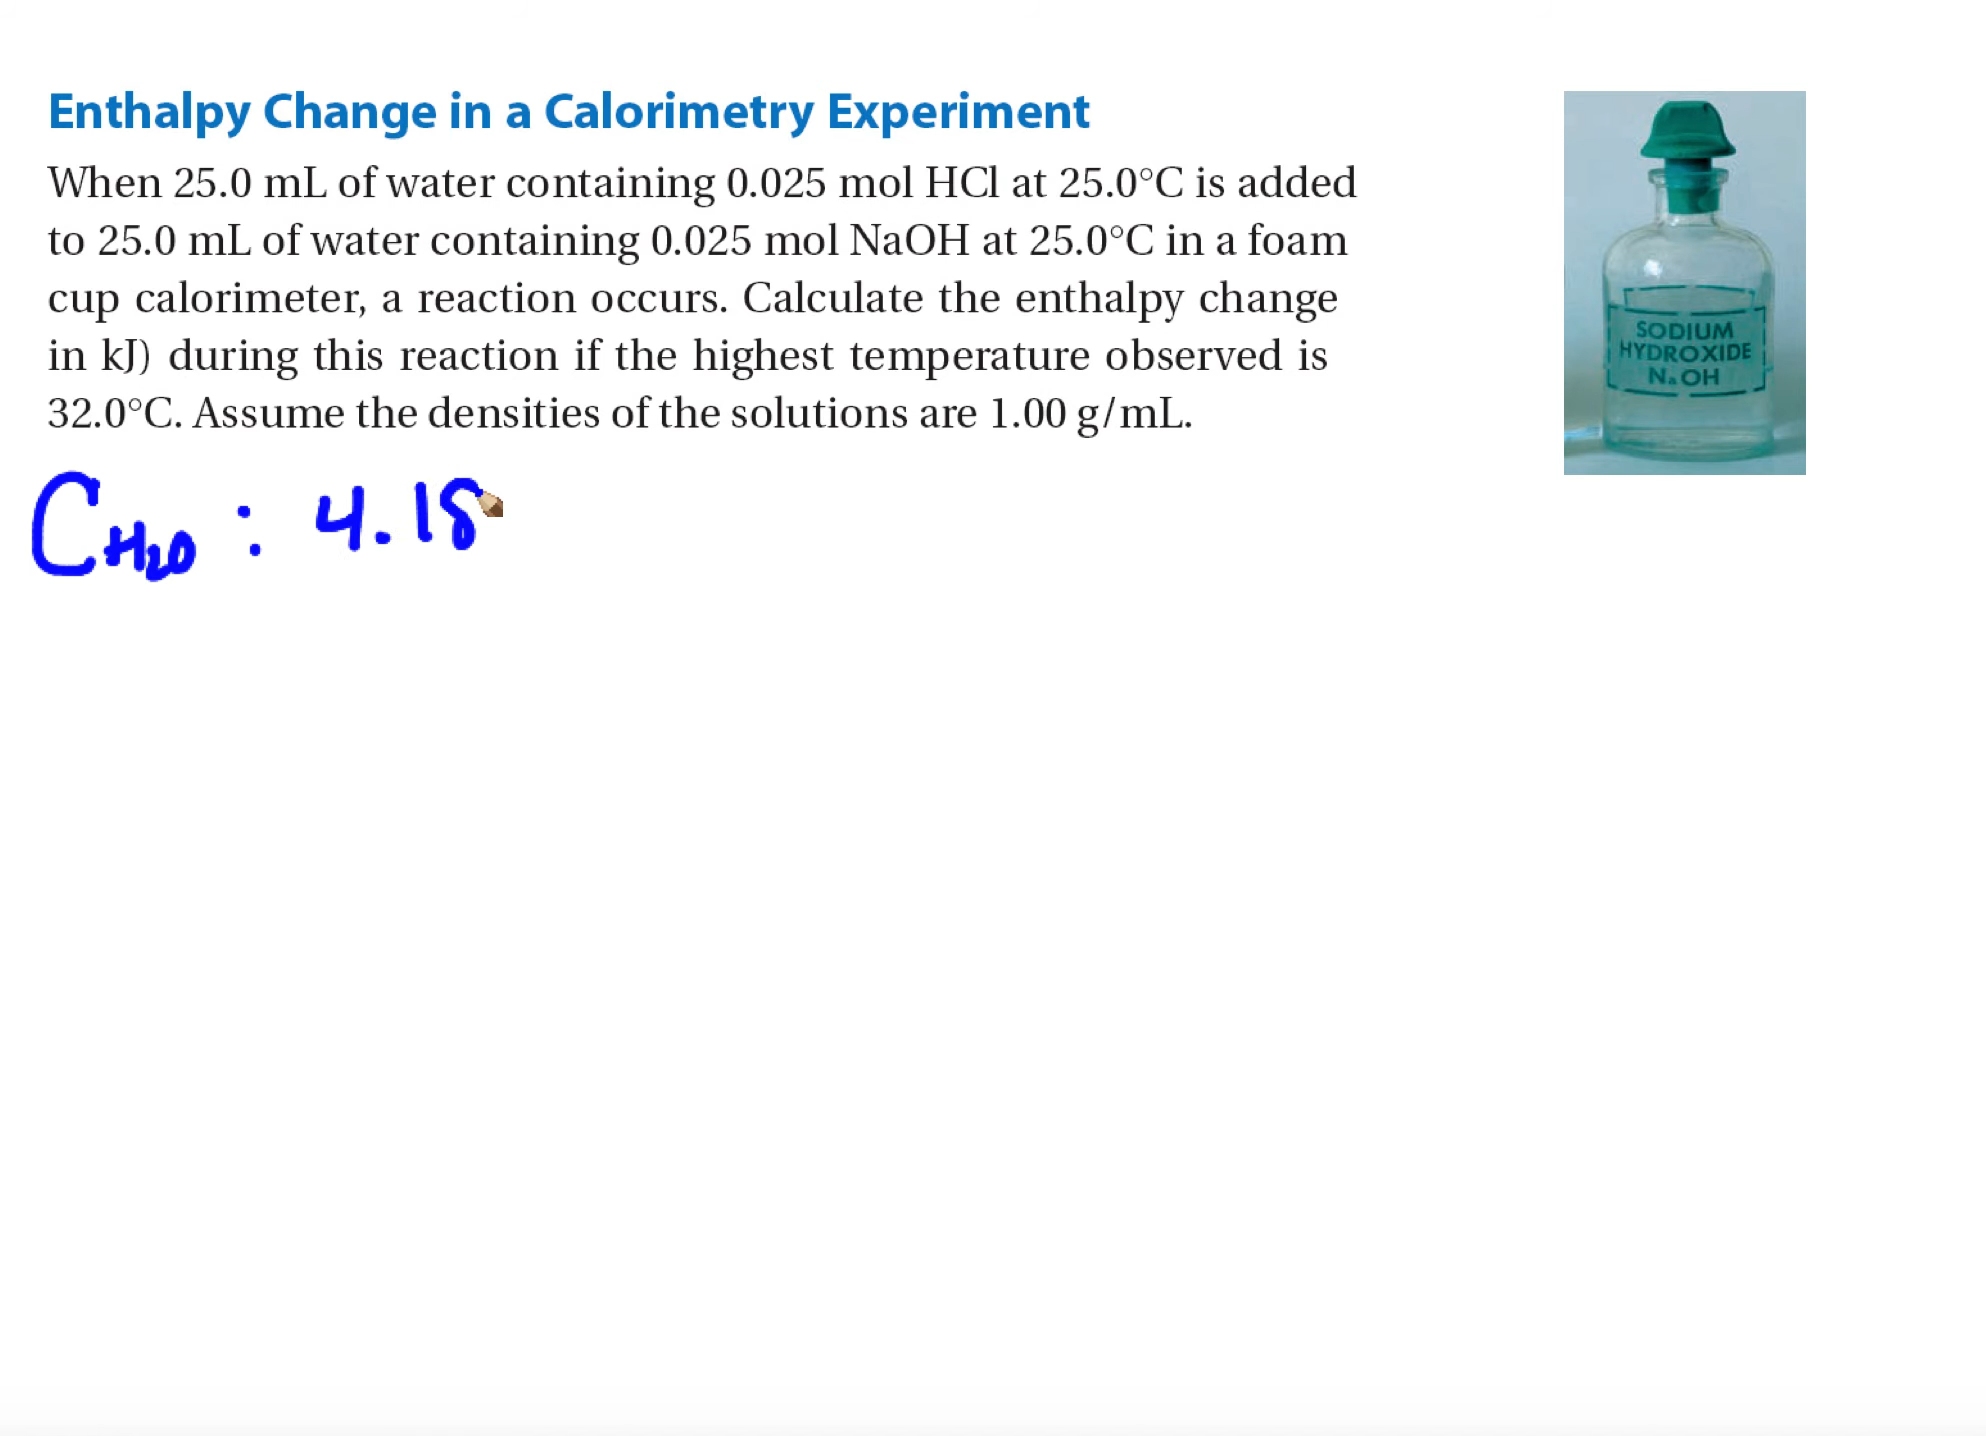 Enthalpy Change in a Calorimetry Experiment
When 25.0 mL of water containing 0.025 mol HCl at 25.0°C is added
to 25.0 mL of water containing 0.025 mol NaOH at 25.0°C in a foam
cup calorimeter, a reaction occurs. Calculate the enthalpy change
in kJ) during this reaction if the highest temperature observed is
32.0°C. Assume the densities of the solutions are 1.00 g/mL.
SODIUM
HYDROXIDE
NaOH
C_H₂O : 4.18